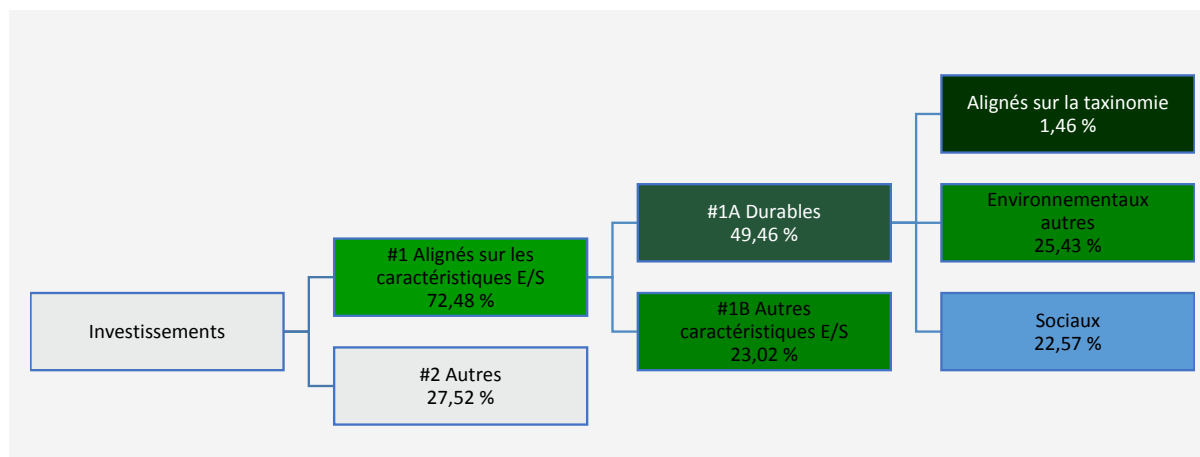 Investissements
#1 Alignés sur les
caractéristiques E/S
72,48 %
#2 Autres
27,52 %
#1A Durables
49,46 %
#1B Autres
caractéristiques E/S
23,02 %
Alignés sur la taxinomie
1,46 %
Environnementaux
autres
25,43 %
Sociaux
22,57 %